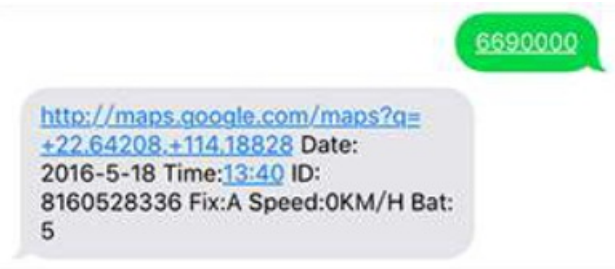 6690000
http://maps.google.com/maps?q=
+22.64208,+114.18828 Date:
2016-5-18 Time:13:40 ID:
8160528336 Fix:A Speed:0KM/H Bat:
5